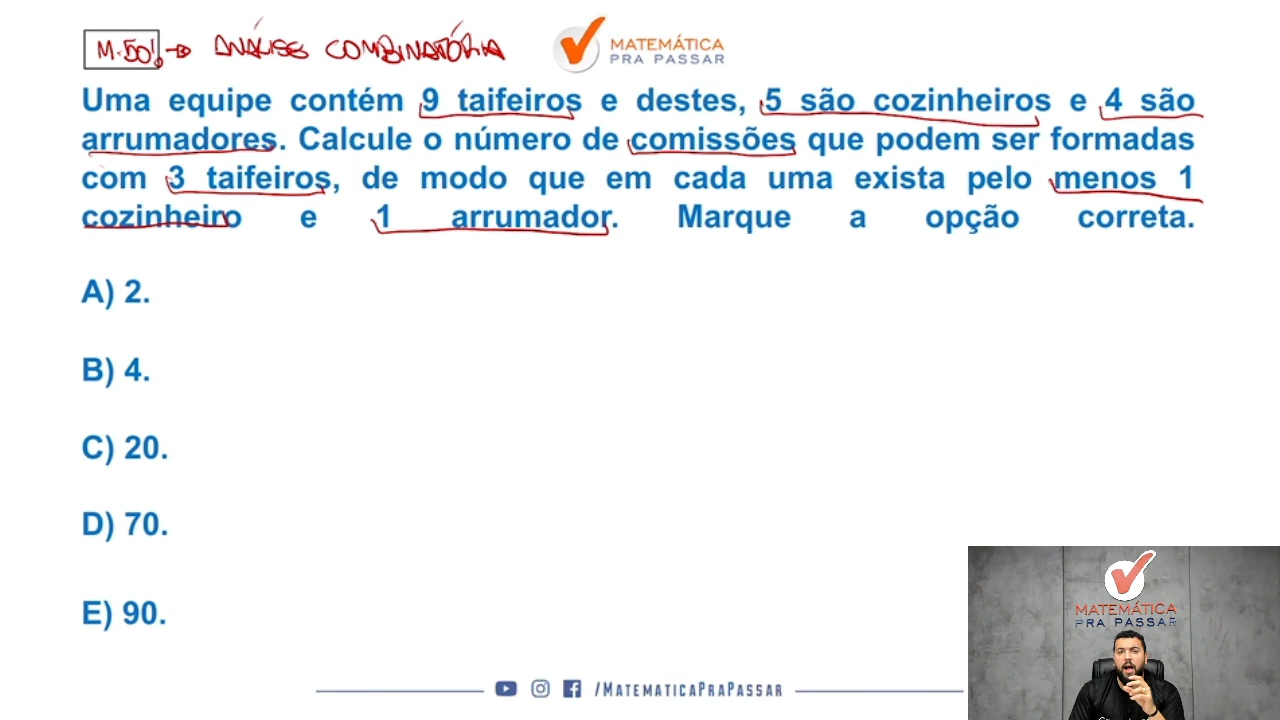 M.50! → ANÁLISE COMBINATÓRIA
MATEMÁTICA
PRA PASSAR
Uma equipe contém 9 taifeiros e destes, 5 são cozinheiros e 4 são
arrumadores. Calcule o número de comissões que podem ser formadas
com 3 taifeiros, de modo que em cada uma exista pelo menos 1
cozinheiro e 1 arrumador. Marque a opção correta.
A) 2.
B) 4.
C) 20.
D) 70.
E) 90.
MATEMÁTICA
PRA PASSAR
/MATEMATICAPRAPASSAR